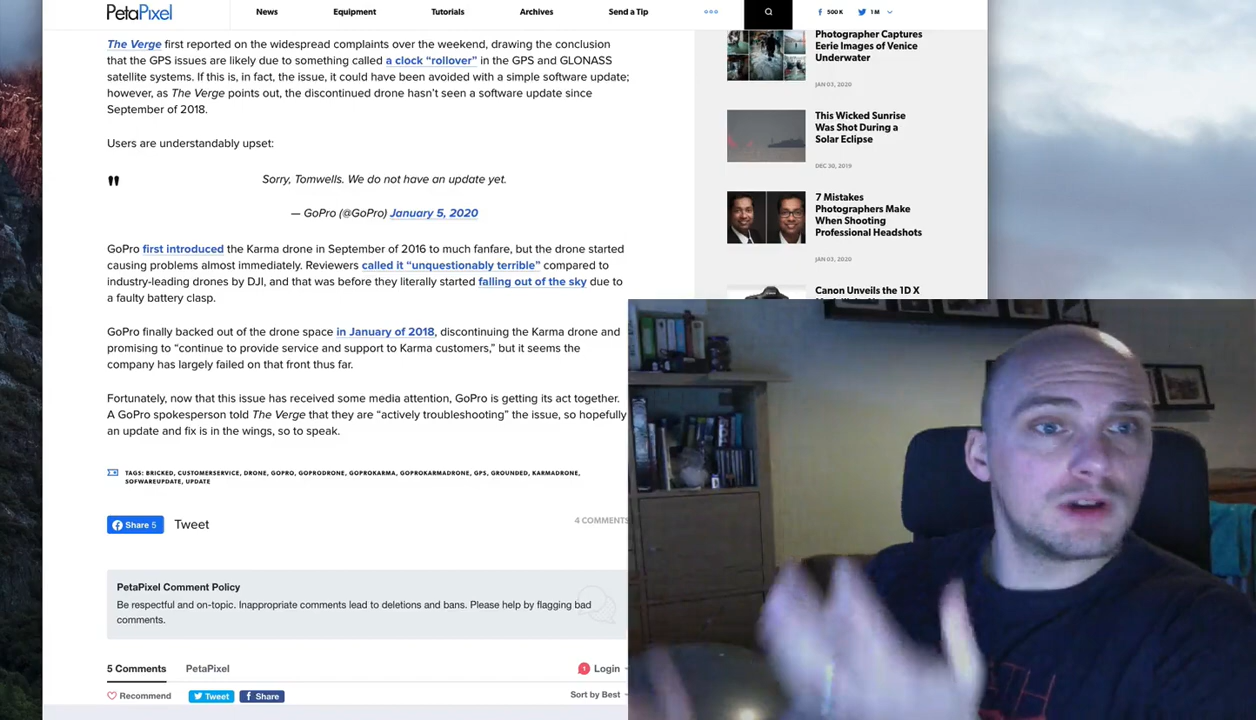 PetaPixel
News Equipment Tutorials Archives Send a Tip
500K 1M
The Verge first reported on the widespread complaints over the weekend, drawing the conclusion
that the GPS issues are likely due to something called a clock “rollover” in the GPS and GLONASS
satellite systems. If this is, in fact, the issue, it could have been avoided with a simple software update;
however, as The Verge points out, the discontinued drone hasn’t seen a software update since
September of 2018.
Users are understandably upset:
" Sorry, Tomwells. We do not have an update yet.
— GoPro (@GoPro) January 5, 2020
GoPro first introduced the Karma drone in September of 2016 to much fanfare, but the drone started
causing problems almost immediately. Reviewers called it “unquestionably terrible” compared to
industry-leading drones by DJI, and that was before they literally started falling out of the sky due to
a faulty battery clasp.
GoPro finally backed out of the drone space in January of 2018, discontinuing the Karma drone and
promising to “continue to provide service and support to Karma customers,” but it seems the
company has largely failed on that front thus far.
Fortunately, now that this issue has received some media attention, GoPro is getting its act together.
A GoPro spokesperson told The Verge that they are “actively troubleshooting” the issue, so hopefully
an update and fix is in the wings, so to speak.
TAGS: BRICKED, CUSTOMERSERVICE, DRONE, GOPRO, GOPRODRONE, GOPROKARMA, GOPROKARMADRONE, GPS, GROUNDED, KARMADRONE,
SOFWAREUPDATE, UPDATE
Share 5 Tweet
4 COMMENTS
PetaPixel Comment Policy
Be respectful and on-topic. Inappropriate comments lead to deletions and bans. Please help by flagging bad
comments.
5 Comments PetaPixel
1 Login
Recommend Tweet Share
Sort by Best
Photographer Captures
Eerie Images of Venice
Underwater
JAN 03, 2020
This Wicked Sunrise
Was Shot During a
Solar Eclipse
DEC 30, 2019
7 Mistakes
Photographers Make
When Shooting
Professional Headshots
JAN 03, 2020
Canon Unveils the 1D X